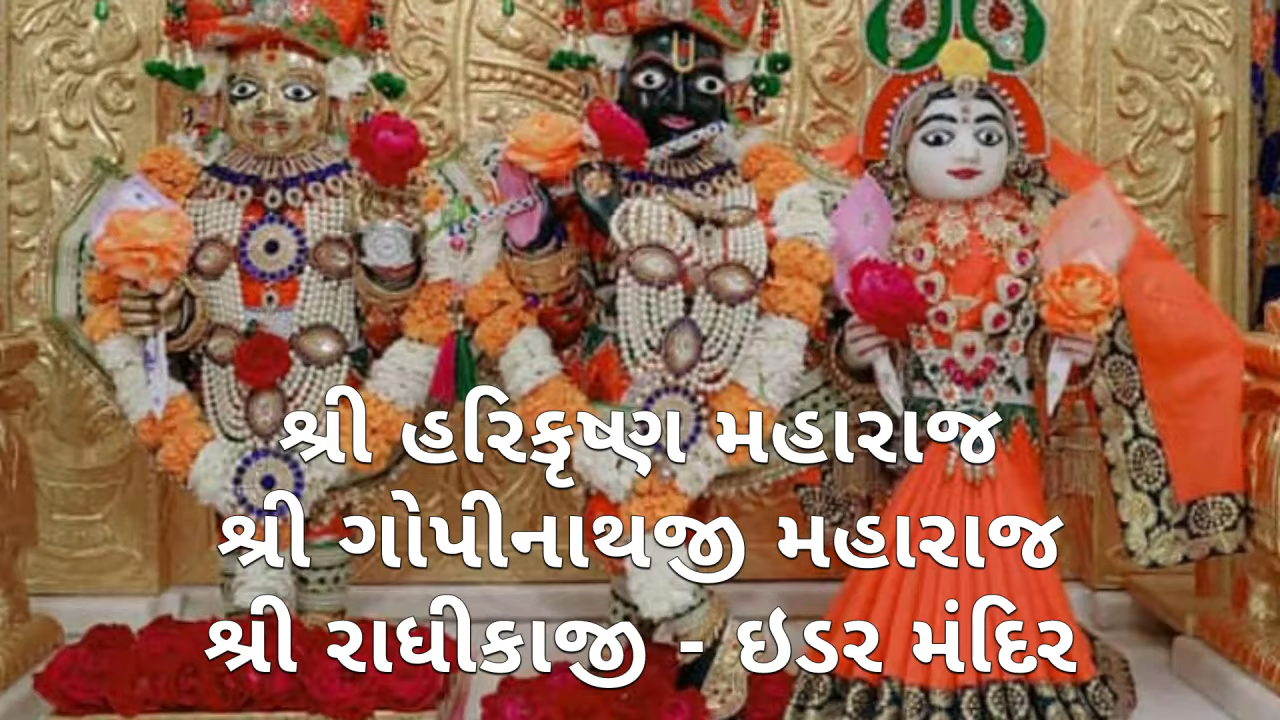 શ્રી હરિકૃષ્ણ મહારાજ
શ્રી ગોપીનાથજી મહારાજ
શ્રી રાધીકાજી - ઇડર મંદિર